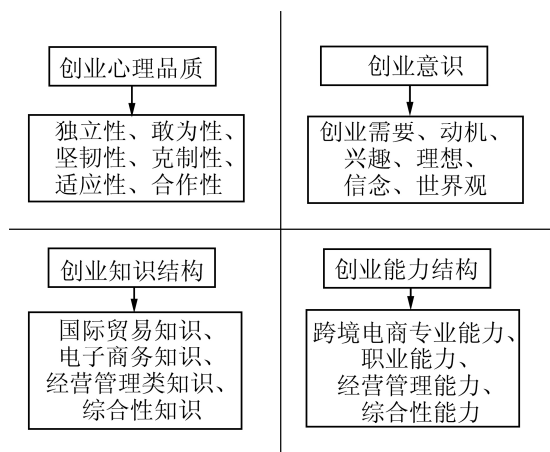 创业心理品质
独立性、敢为性、
坚韧性、克制性、
适应性、合作性
创业意识
创业需要、动机、
兴趣、理想、
信念、世界观
创业知识结构
国际贸易知识、
电子商务知识、
经营管理类知识、
综合性知识
创业能力结构
跨境电商专业能力、
职业能力、
经营管理能力、
综合性能力